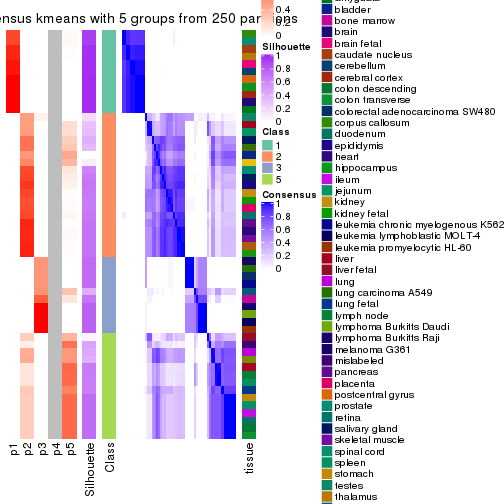 ensus kmeans with 5 groups from 250 partitions
0.4
0.2
0
Silhouette
1
0.8
0.6
0.4
0.2
0
Class
1
2
3
5
Consensus
1
0.8
0.6
0.4
0.2
0
bladder
bone marrow
brain
brain fetal
caudate nucleus
cerebellum
cerebral cortex
colon descending
colon transverse
colorectal adenocarcinoma SW480
corpus callosum
duodenum
epididymis
heart
hippocampus
ileum
jejunum
kidney
kidney fetal
leukemia chronic myelogenous K562
leukemia lymphoblastic MOLT-4
leukemia promyelocytic HL-60
liver
liver fetal
lung
lung carcinoma A549
lung fetal
lymph node
lymphoma Burkitts Daudi
lymphoma Burkitts Raji
melanoma G361
mislabeled
pancreas
placenta
postcentral gyrus
prostate
retina
salivary gland
skeletal muscle
spinal cord
spleen
stomach
testes
thalamus
p1
p2
p3
p4
p5
Silhouette
Class
tissue